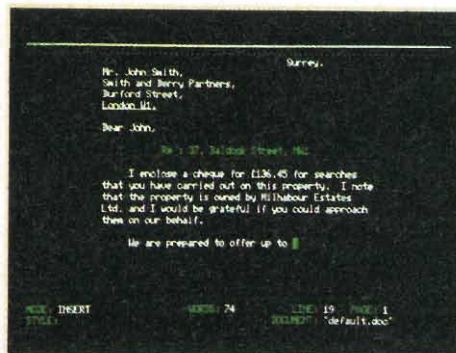 Surrey.
Mr. John Smith,
Smith and Berry Partners,
Burford Street,
London W1.
Dear John,
Re : 37, Baldock Street, NW2
I enclose a cheque for £136.45 for searches
that you have carried out on this property. I note
that the property is owned by Milhabour Estates
Ltd. and I would be grateful if you could approach
them on our behalf.
We are prepared to offer up to
MODE: INSERT WORDS: 74 LINE: 19 PAGE: 1
STYLE: DOCUMENT: "default.doc"